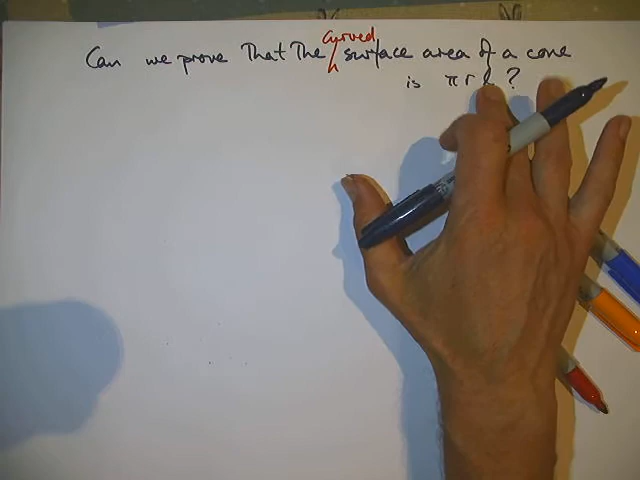 Can we prove that the curved surface area of a cone
is πrl ?